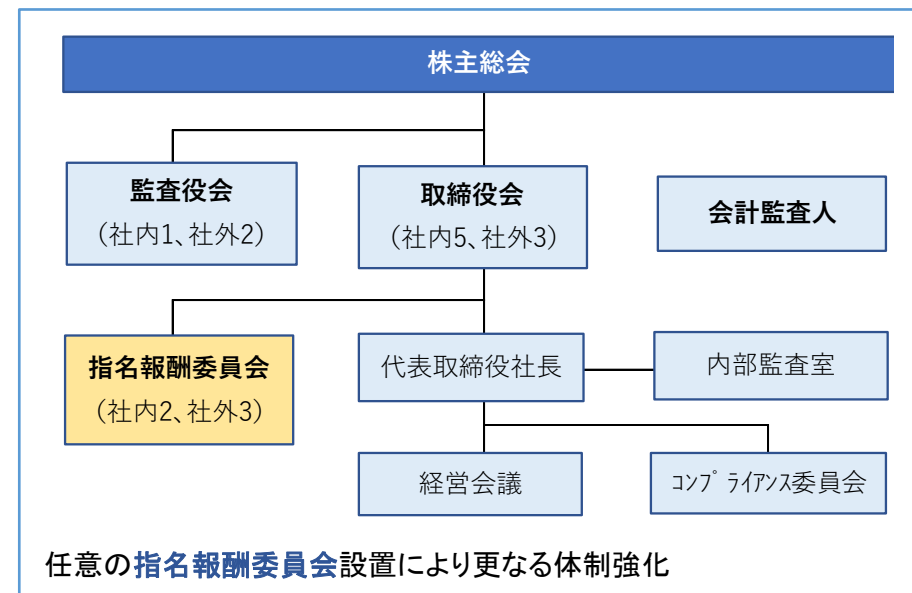 株主総会
監査役会
(社内1、社外2)
取締役会
(社内5、社外3)
会計監査人
指名報酬委員会
(社内2、社外3)
代表取締役社長
内部監査室
経営会議
ｺﾝﾌﾟﾗｲｱﾝｽ委員会
任意の指名報酬委員会設置により更なる体制強化